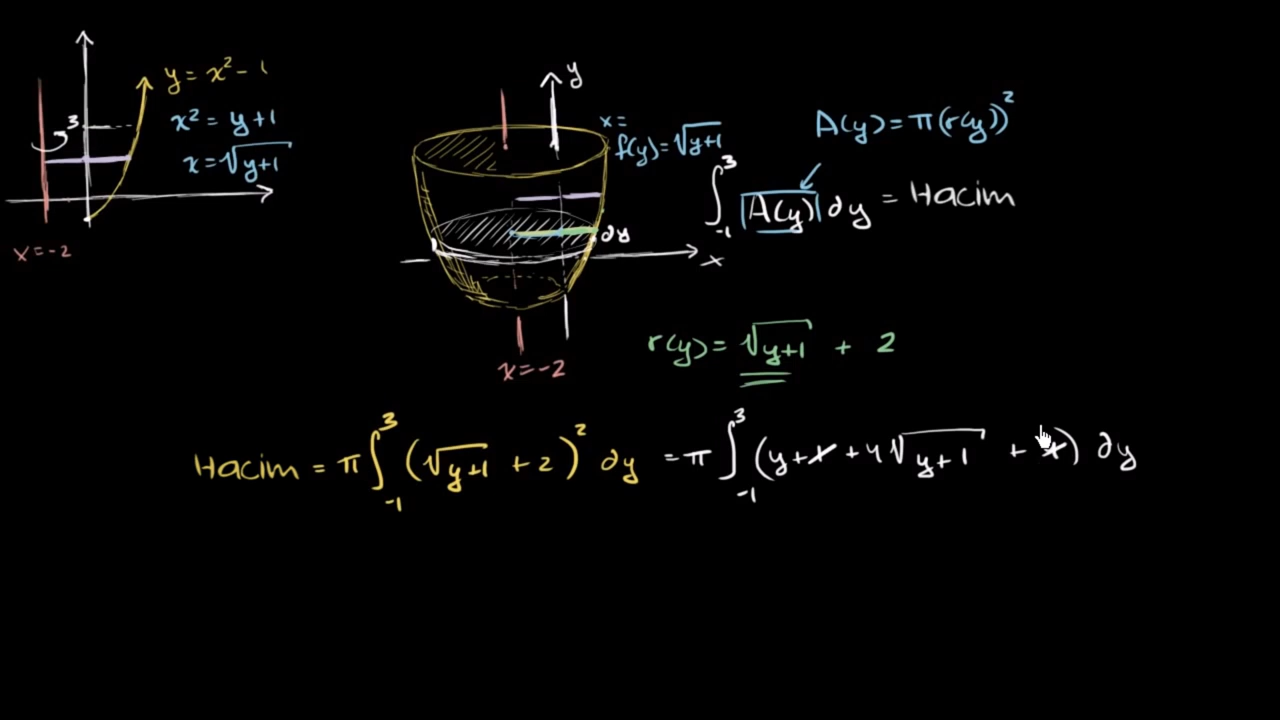 y = x² - 1
x² = y+1
x = √(y+1)
3
x = -2
y
x =
f(y) = √(y+1)
dy
x
x = -2
A(y) = π(r(y))²
∫₋₁³ A(y) dy = Hacim
r(y) = √(y+1) + 2
Hacim = π ∫₋₁³ (√(y+1) + 2)² dy = π ∫₋₁³ (y + 1 + 4√(y+1) + 4) dy